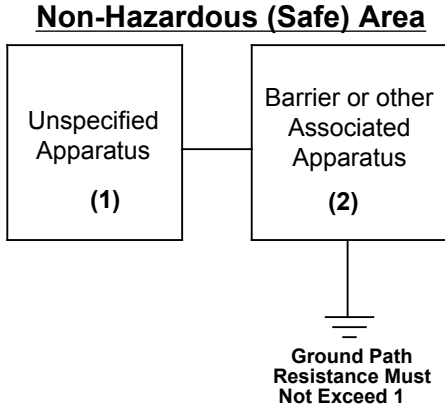 Non-Hazardous (Safe) Area
Unspecified
Apparatus
(1)
Barrier or other
Associated
Apparatus
(2)
Ground Path
Resistance Must
Not Exceed 1